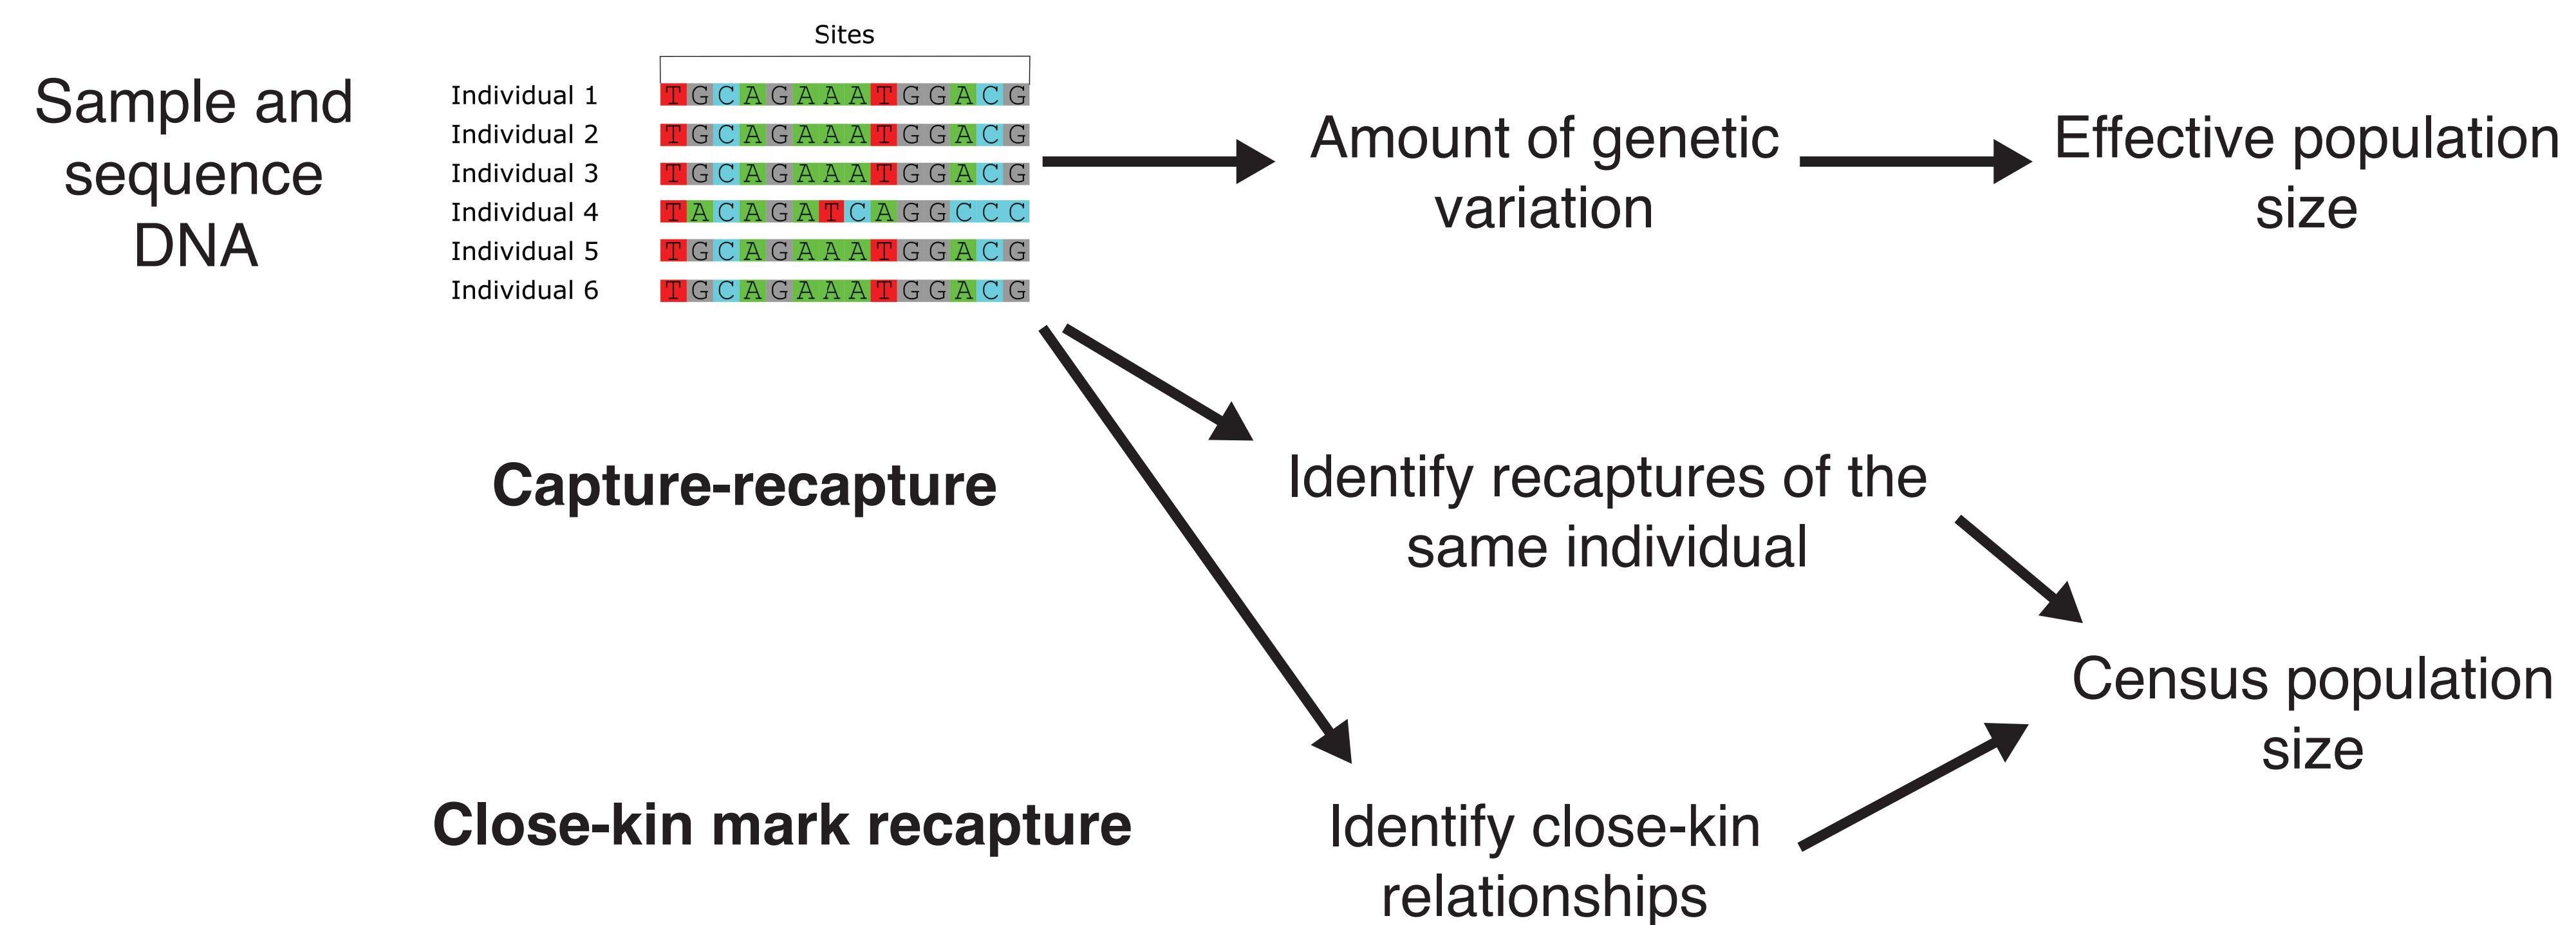 Sample and
sequence
DNA
Sites
Individual 1 TGCAGAAATGGACG
Individual 2 TGCAGAAATGGACG
Individual 3 TGCAGAAATGGACG
Individual 4 TACAGATCAGGCCC
Individual 5 TGCAGAAATGGACG
Individual 6 TGCAGAAATGGACG
Amount of genetic
variation
Effective population
size
Capture-recapture
Identify recaptures of the
same individual
Census population
size
Close-kin mark recapture
Identify close-kin
relationships